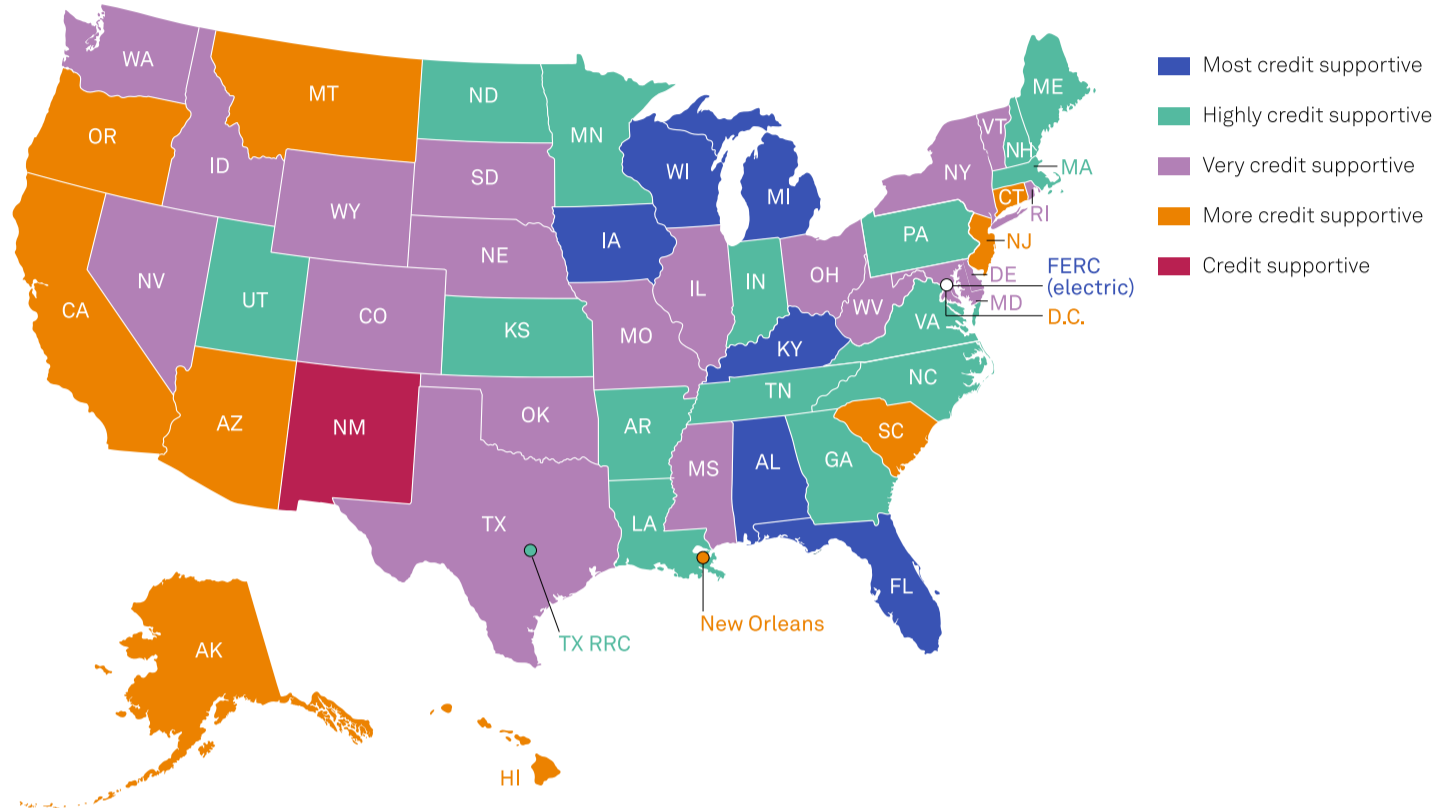 WA
MT
ND
MN
ME
OR
ID
SD
WI
MI
VT
NH
NY
MA
WY
CT
RI
IA
PA
NJ
NE
NV
UT
IL
IN
OH
DE
FERC
(electric)
MD
D.C.
CA
CO
KS
MO
WV
VA
KY
NC
TN
AZ
NM
OK
AR
SC
MS
AL
GA
TX
LA
FL
New Orleans
TX RRC
AK
HI
Most credit supportive
Highly credit supportive
Very credit supportive
More credit supportive
Credit supportive